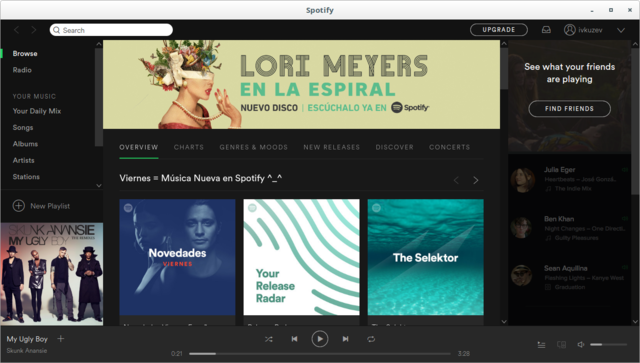 Spotify
Search
UPGRADE
ivkuzev
Browse
Radio
YOUR MUSIC
Your Daily Mix
Songs
Albums
Artists
Stations
New Playlist
SKUNK ANANSIE
MY UGLY BOY
My Ugly Boy
Skunk Anansie
LORI MEYERS
EN LA ESPIRAL
NUEVO DISCO | ESCÚCHALO YA EN Spotify
OVERVIEW CHARTS GENRES & MOODS NEW RELEASES DISCOVER CONCERTS
Viernes = Música Nueva en Spotify ^_^
Novedades
VIERNES
Your
Release
Radar
The Selektor
See what your friends
are playing
FIND FRIENDS
Julia Eger
Heartbeats – José Gonzál...
The Indie Mix
Ben Khan
Night Changes – One Direct...
Guilty Pleasures
Sean Aquilina
Flashing Lights – Kanye West
Graduation
0:21
3:28